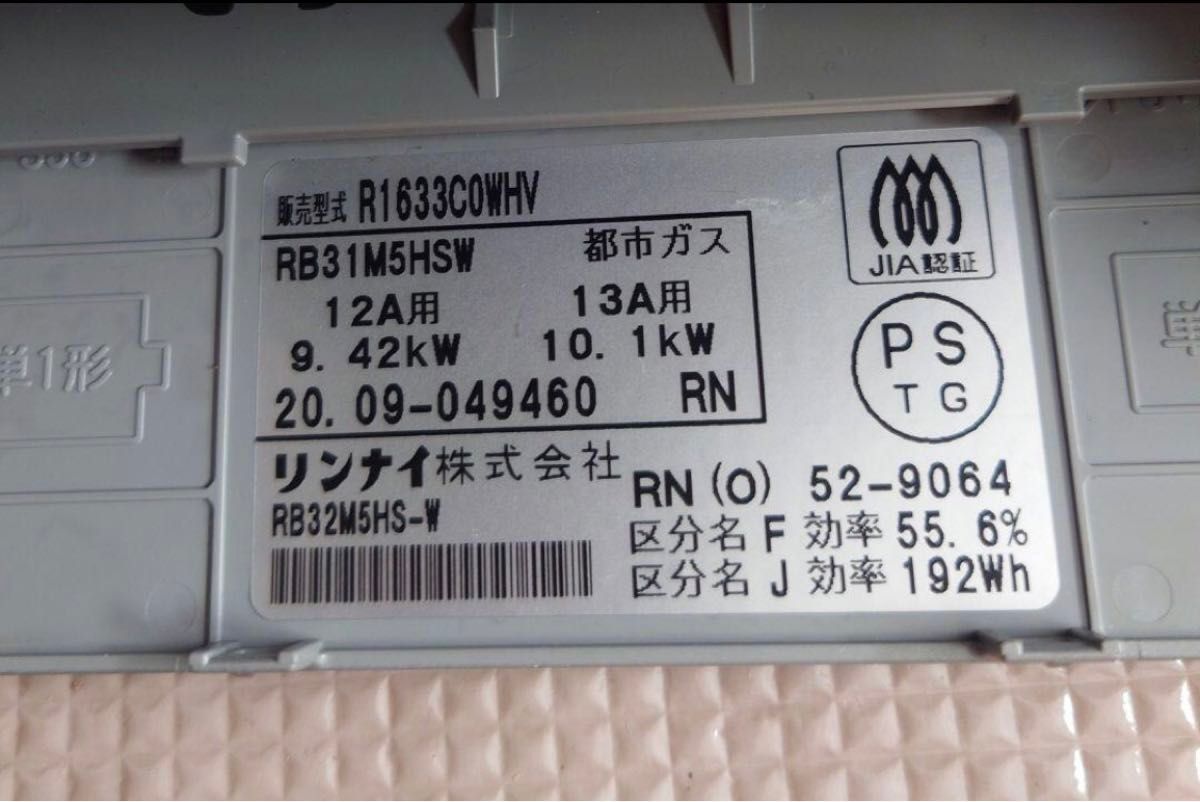 販売型式 R1633C0WHV
RB31M5HSW 都市ガス
12A用 13A用
9.42kW 10.1kW
20.09-049460 RN
リンナイ株式会社
RB32M5HS-W
JIA認証
PS
TG
RN(O) 52-9064
区分名 F 効率 55.6%
区分名 J 効率 192Wh
単1形
単